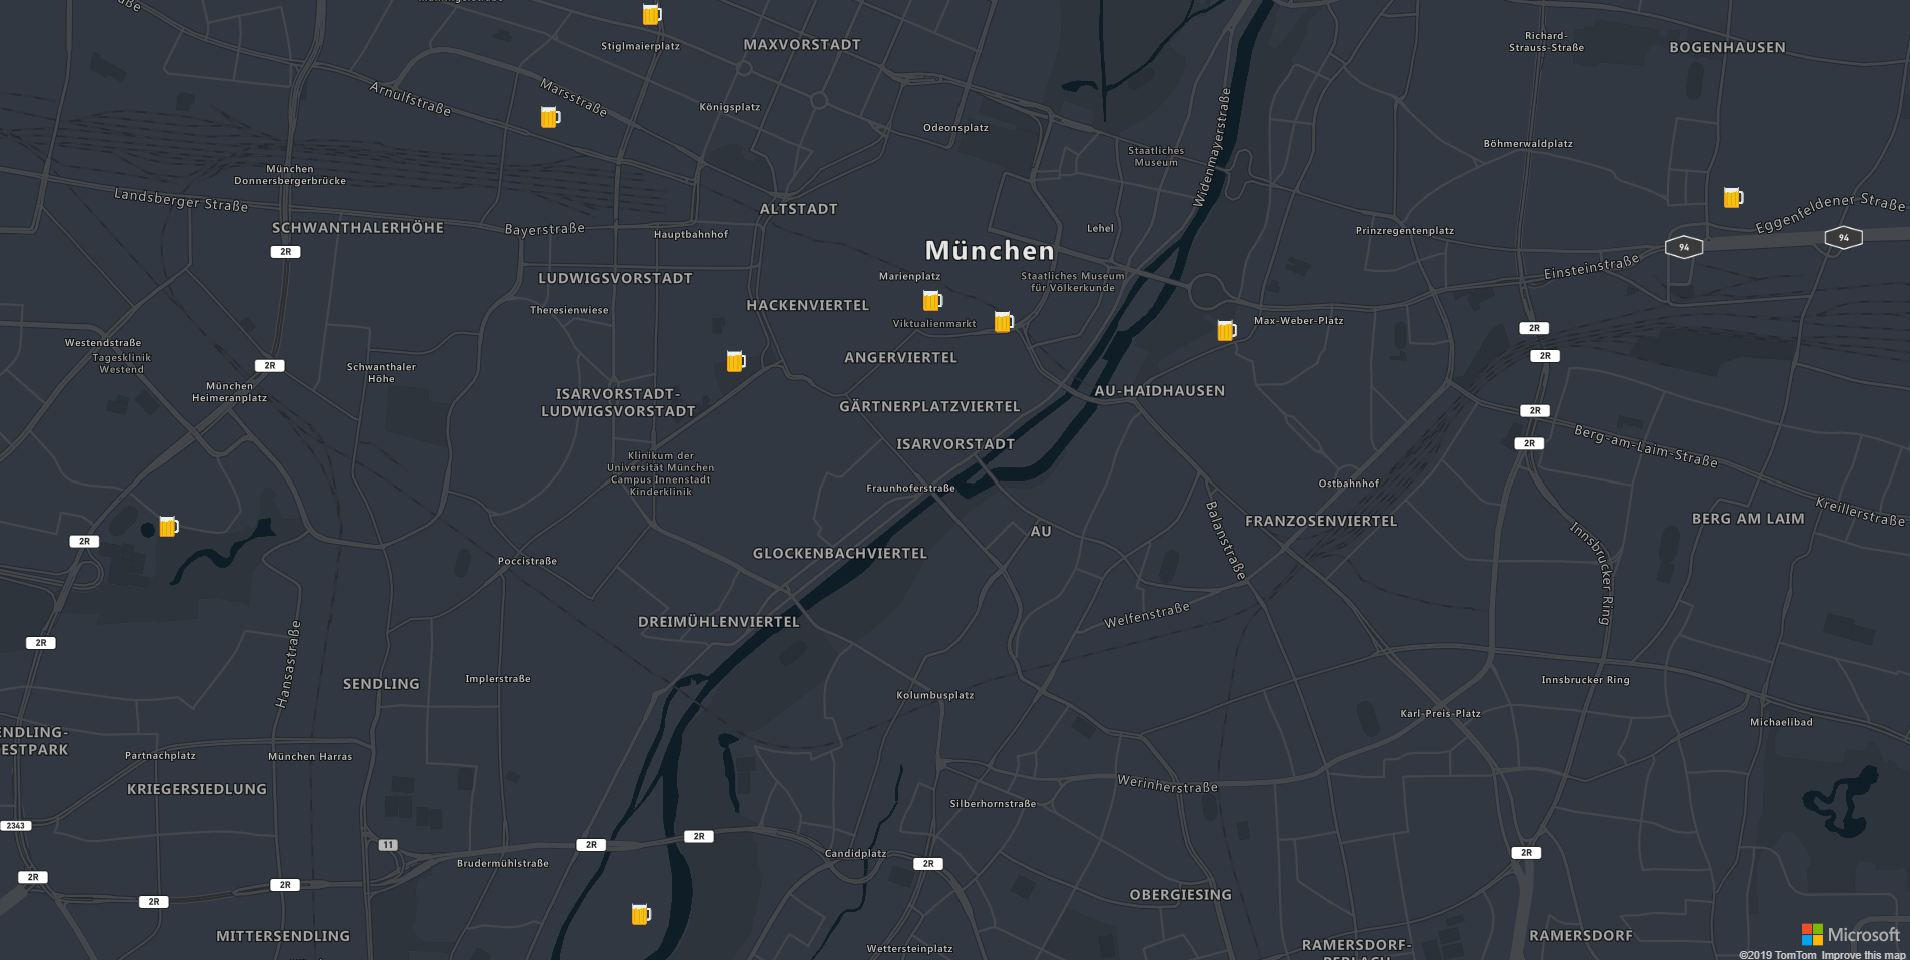 Stiglmaierplatz
MAXVORSTADT
Richard-
Strauss-Straße
BOGENHAUSEN
Arnulfstraße
Marsstraße
Königsplatz
Odeonsplatz
Widenmayerstraße
Staatliches
Museum
Böhmerwaldplatz
München
Donnersbergerbrücke
Landsberger Straße
SCHWANTHALERHÖHE
ALTSTADT
Bayerstraße
Hauptbahnhof
Lehel
Prinzregentenplatz
Eggenfeldener Straße
94
94
2R
München
Marienplatz
Staatliches Museum
für Völkerkunde
Einsteinstraße
LUDWIGSVORSTADT
HACKENVIERTEL
Theresienwiese
Viktualienmarkt
Max-Weber-Platz
2R
2R
Westendstraße
Tagesklinik
Westend
2R
Schwanthaler
Höhe
ANGERVIERTEL
München
Heimeranplatz
ISARVORSTADT-
LUDWIGSVORSTADT
AU-HAIDHAUSEN
GÄRTNERPLATZVIERTEL
2R
ISARVORSTADT
2R
Berg-am-Laim-Straße
Klinikum der
Universität München
Campus Innenstadt
Kinderklinik
Fraunhoferstraße
Ostbahnhof
Balanstraße
FRANZOSENVIERTEL
BERG AM LAIM
Kreillerstraße
2R
AU
Innsbrucker Ring
GLOCKENBACHVIERTEL
Poccistraße
Welfenstraße
DREIMÜHLENVIERTEL
2R
Hansastraße
SENDLING
Implerstraße
Kolumbusplatz
Innsbrucker Ring
Karl-Preis-Platz
Michaelibad
ENDLING-
ESTPARK
Partnachplatz
München Harras
KRIEGERSIEDLUNG
Werinherstraße
Silberhornstraße
2343
11
2R
2R
Brudermühlstraße
Candidplatz
2R
2R
2R
2R
2R
OBERGIESING
MITTERSENDLING
Wettersteinplatz
RAMERSDORF-
PERLACH
RAMERSDORF
Microsoft
©2019 TomTom Improve this map